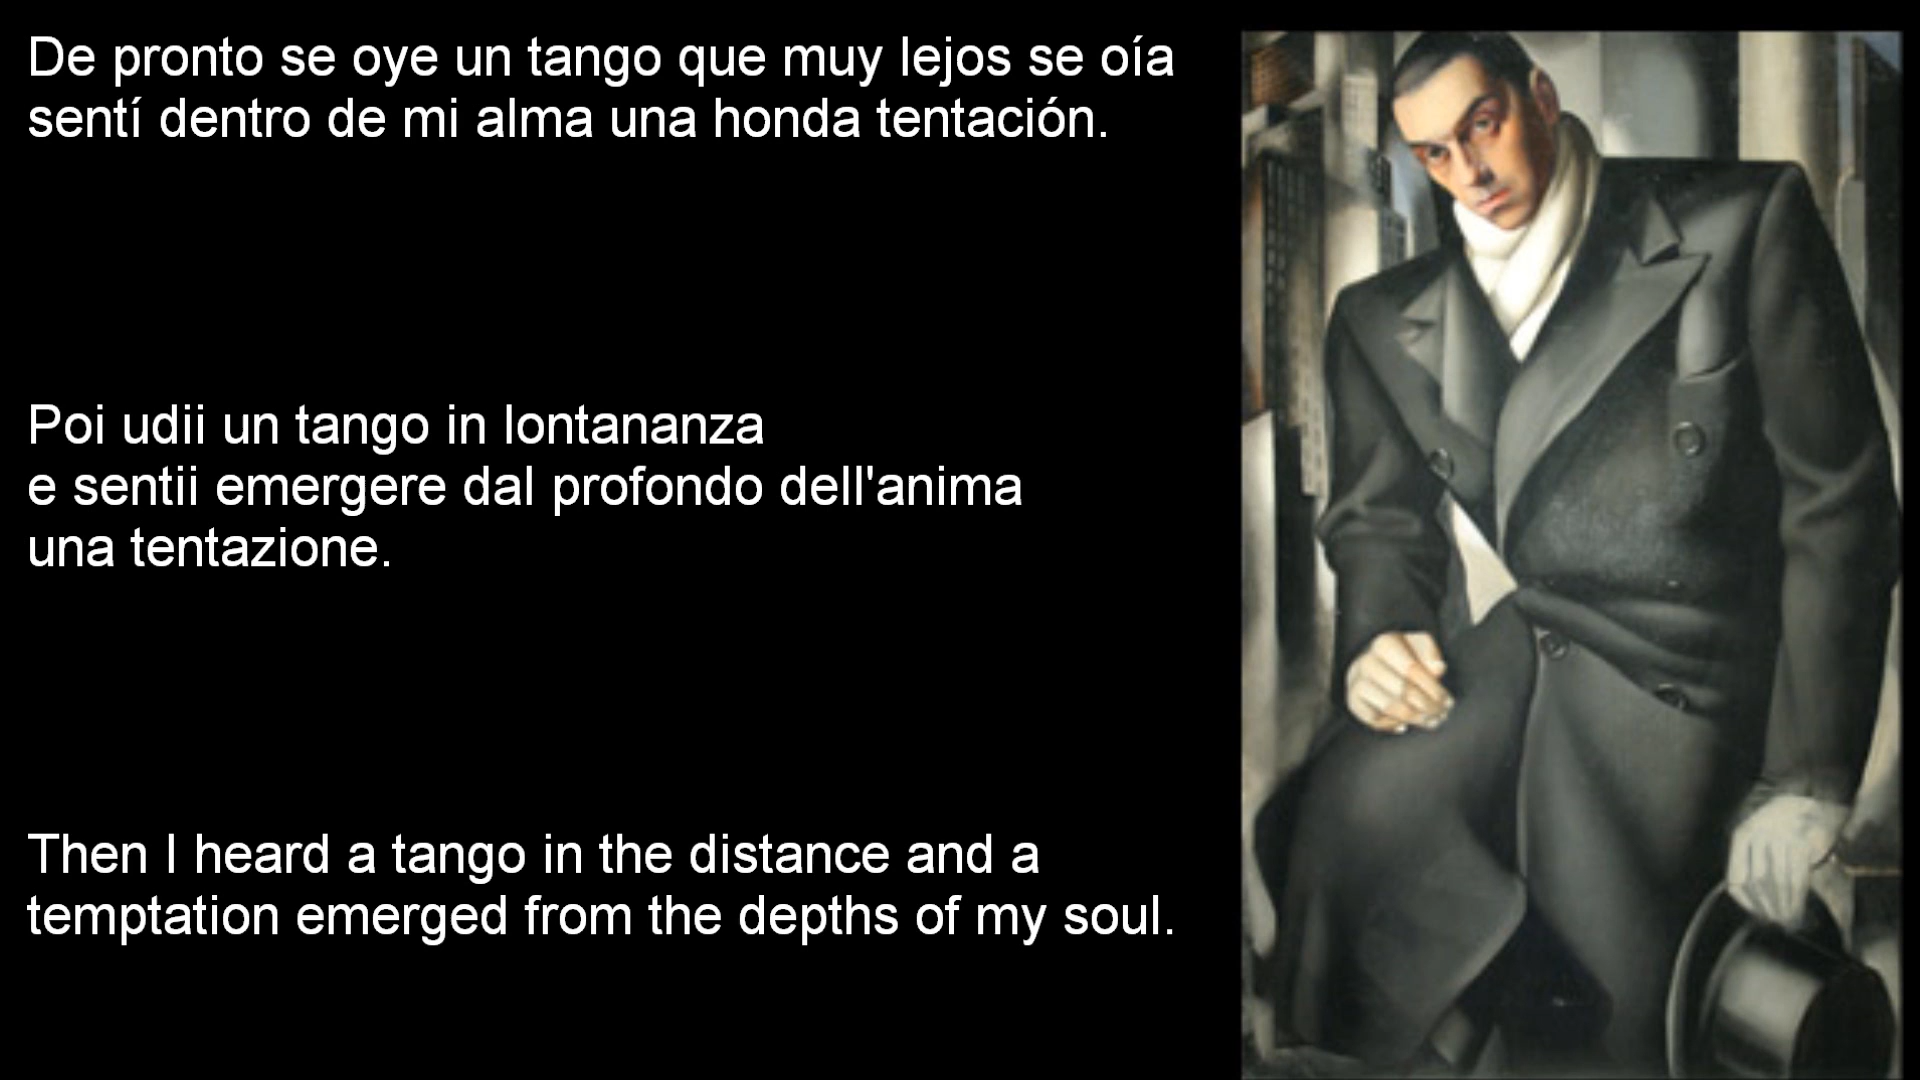 De pronto se oye un tango que muy lejos se oía
sentí dentro de mi alma una honda tentación.
Poi udii un tango in lontananza
e sentii emergere dal profondo dell'anima
una tentazione.
Then I heard a tango in the distance and a
temptation emerged from the depths of my soul.